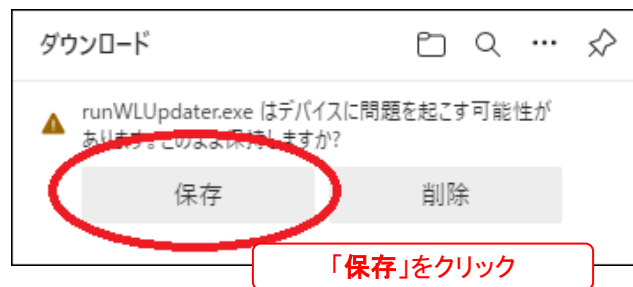 ダウンロード
runWLUpdater.exe はデバイスに問題を起こす可能性が
あります。このまま保持しますか?
保存
削除
「保存」をクリック